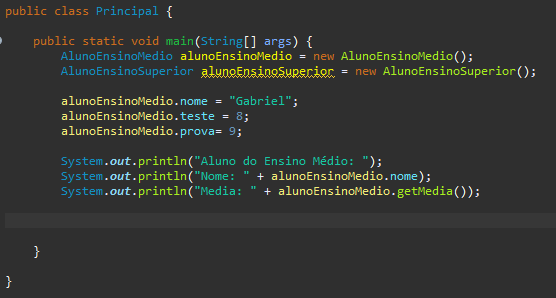 public class Principal {
public static void main(String[] args) {
AlunoEnsinoMedio alunoEnsinoMedio = new AlunoEnsinoMedio();
AlunoEnsinoSuperior alunoEnsinoSuperior = new AlunoEnsinoSuperior();
alunoEnsinoMedio.nome = "Gabriel";
alunoEnsinoMedio.teste = 8;
alunoEnsinoMedio.prova= 9;
System.out.println("Aluno do Ensino Médio: ");
System.out.println("Nome: " + alunoEnsinoMedio.nome);
System.out.println("Media: " + alunoEnsinoMedio.getMedia());
}
}